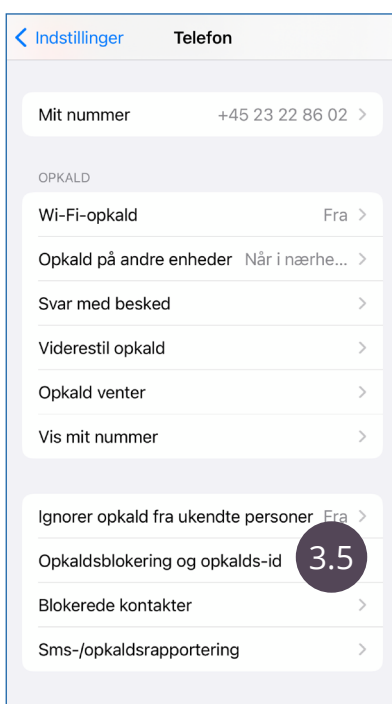 Indstillinger Telefon
Mit nummer +45 23 22 86 02
OPKALD
Wi-Fi-opkald Fra
Opkald på andre enheder Når i nærhe...
Svar med besked
Viderestil opkald
Opkald venter
Vis mit nummer
Ignorer opkald fra ukendte personer Fra
Opkaldsblokering og opkalds-id 3.5
Blokerede kontakter
Sms-/opkaldsrapportering